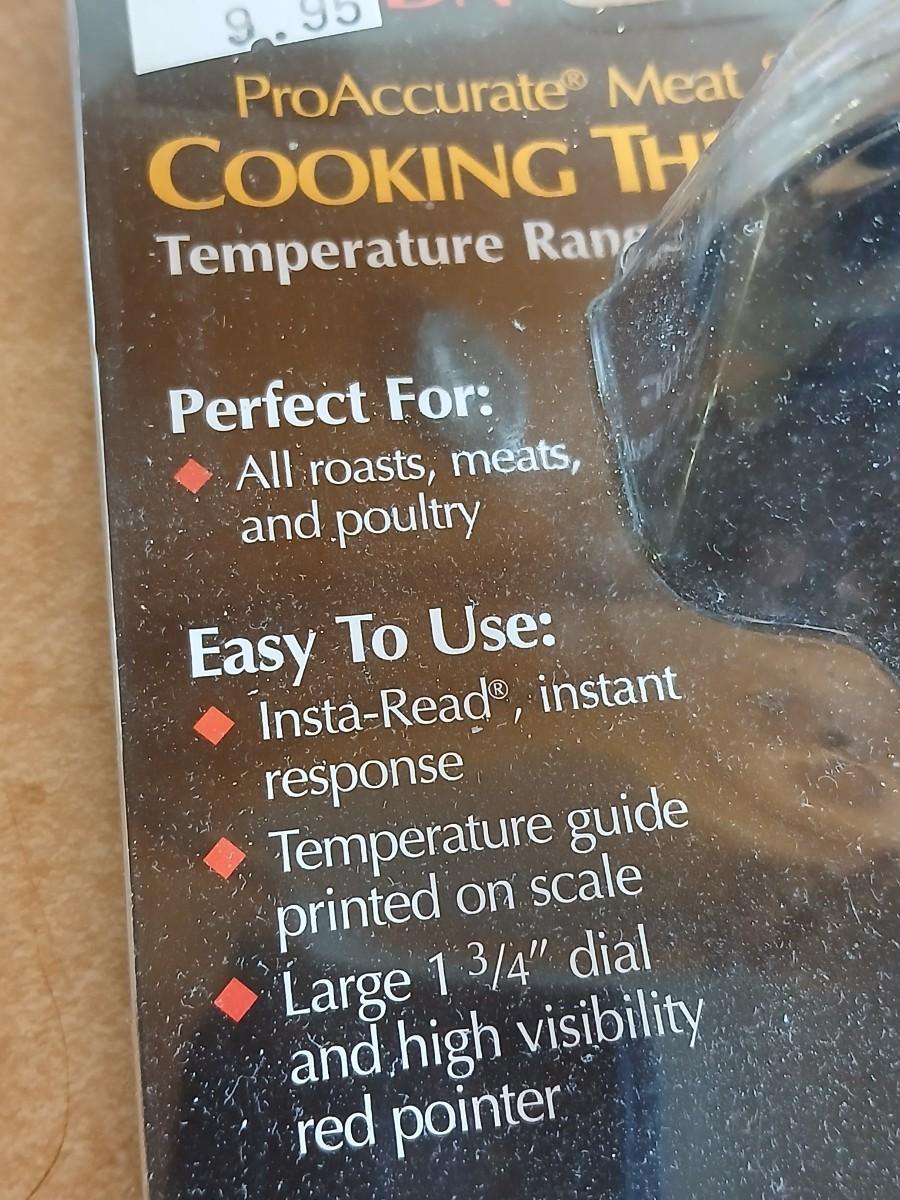 9.95
ProAccurate® Meat
COOKING
Temperature
Perfect For:
All roasts, meats,
and poultry
Easy To Use:
Insta-Read®, instant
response
Temperature guide
printed on scale
Large 1 3/4" dial
and high visibility
red pointer